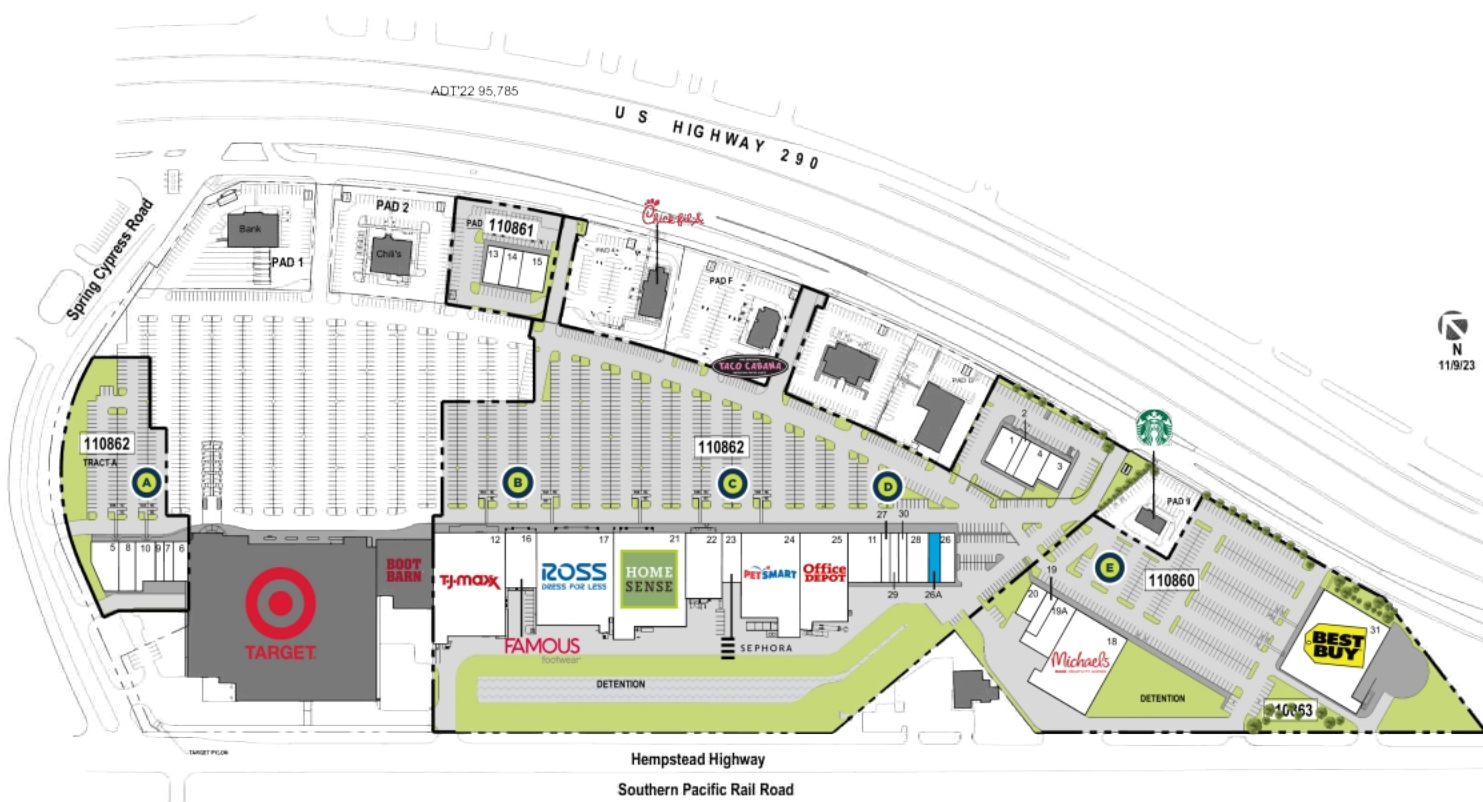 ADT'22 95,785
U S HIGHWAY 290
Spring Cypress Road
Bank
PAD 1
PAD 2
Chili's
PAD
110861
13
14
15
Chick-fil-A
PAD F
TACO CABANA
N
11/9/23
2
1
4
3
PAD 9
110862
TRACT A
A
B
110862
C
D
E
110860
5
8
10
9
7
6
TARGET
BOOT
BARN
12
T.J.maxx
16
FAMOUS
footwear
17
ROSS
DRESS FOR LESS
21
HOME
SENSE
22
23
SEPHORA
24
PETSMART
25
Office
DEPOT
27
30
11
28
26
29
26A
19
20
19A
18
Michaels
31
BEST
BUY
DETENTION
DETENTION
110863
TARGET PYLON
Hempstead Highway
Southern Pacific Rail Road